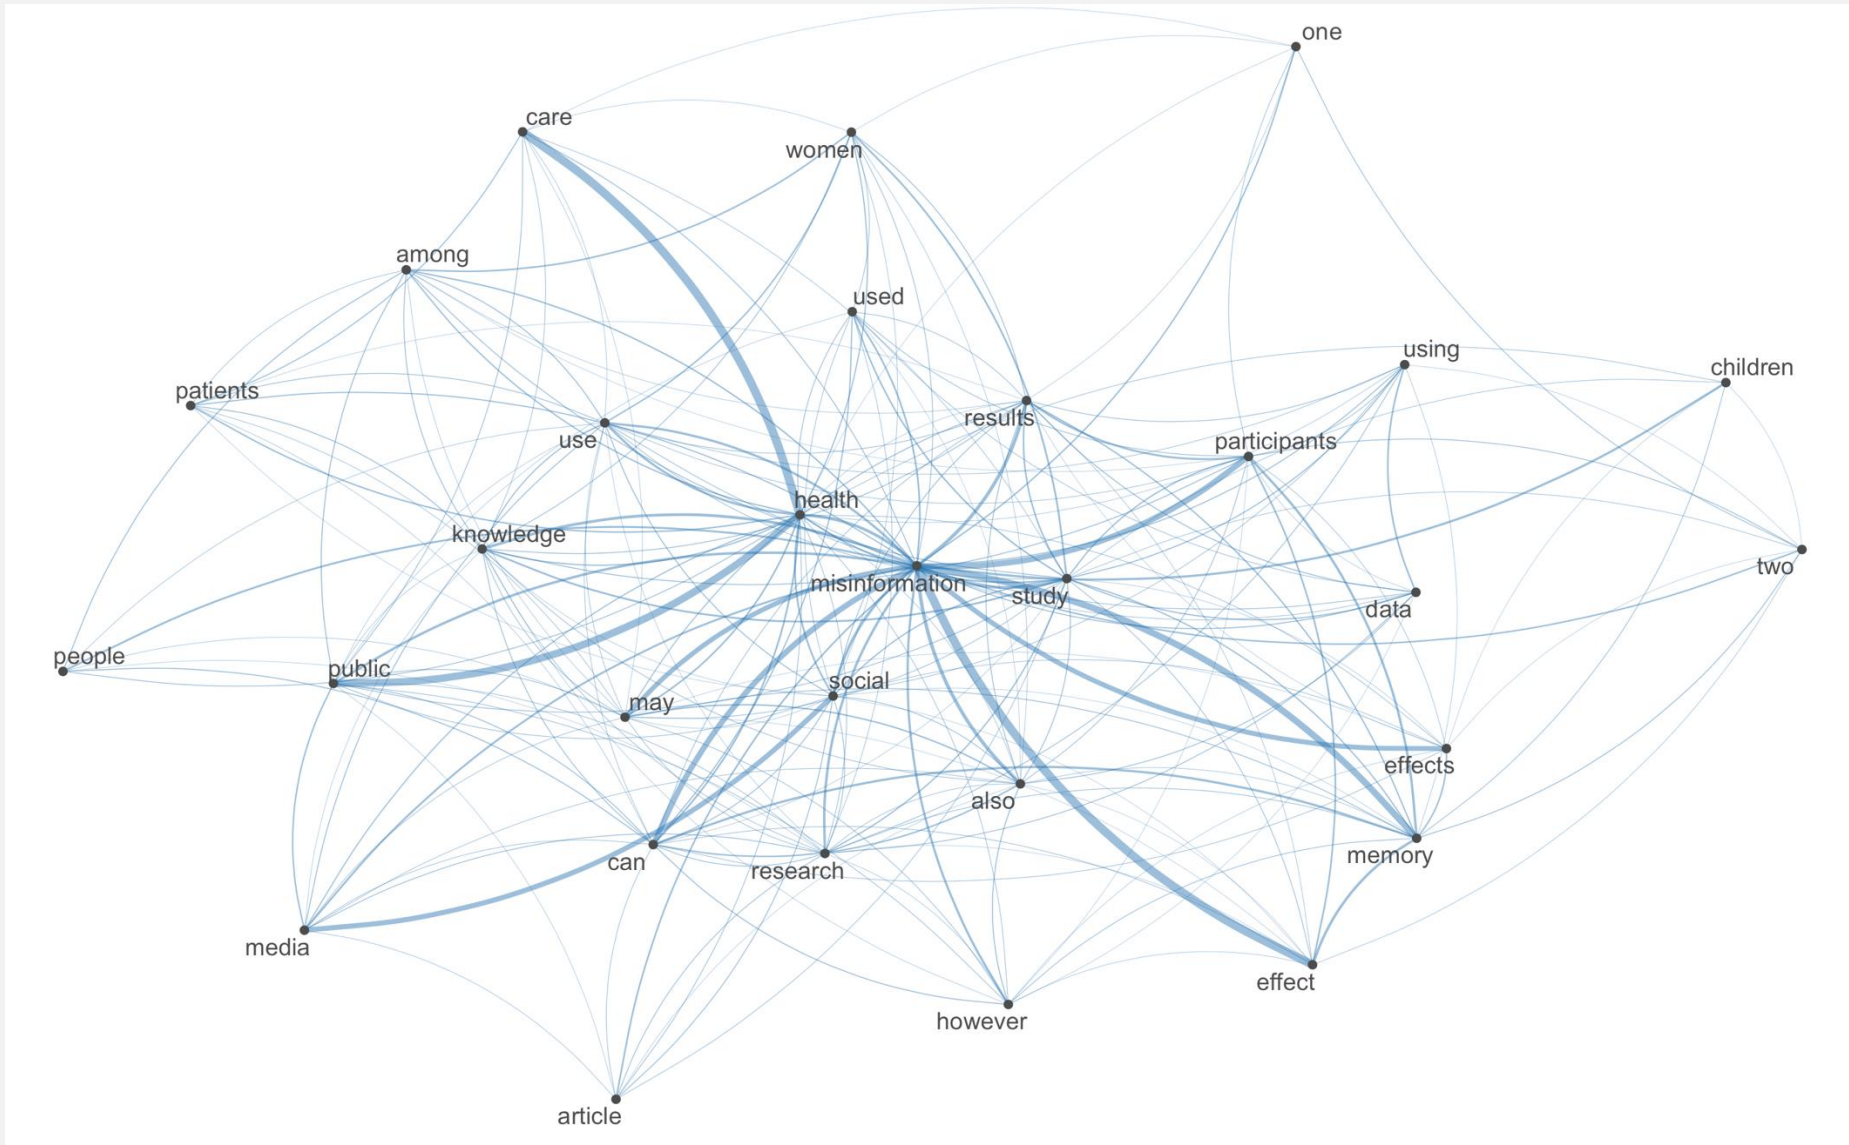 one
care
women
among
used
using
children
patients
results
use
participants
health
knowledge
misinformation
study
two
data
people
public
social
may
effects
also
memory
can
research
media
effect
however
article